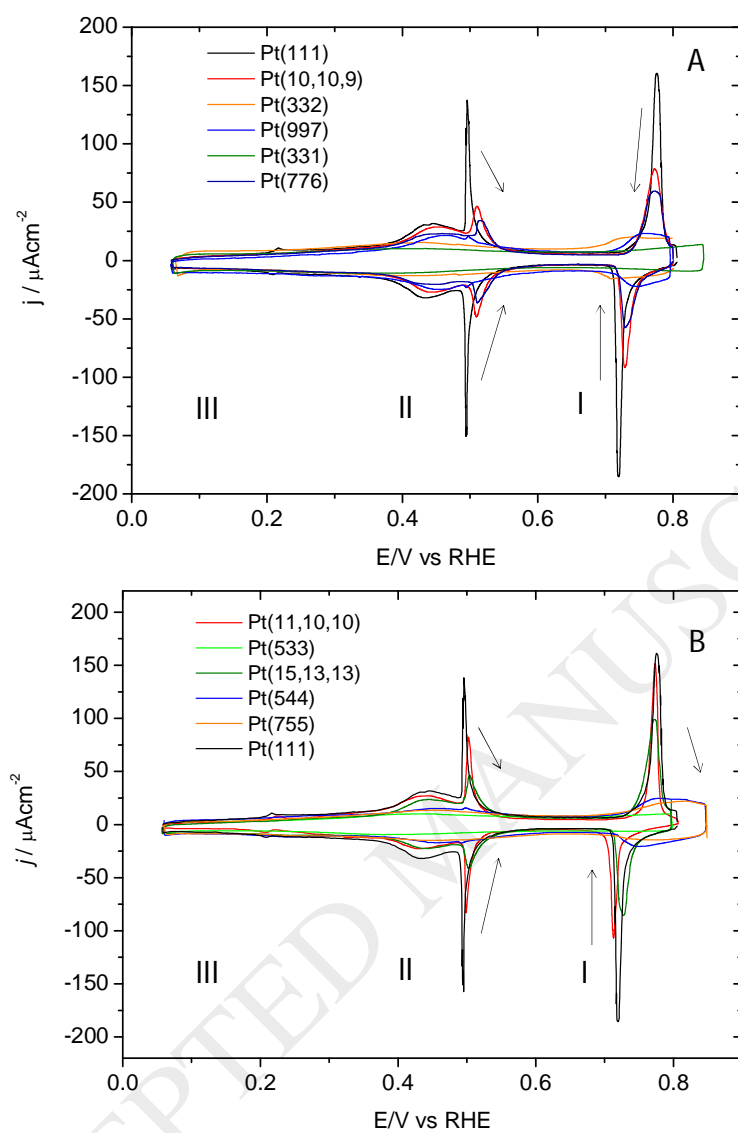 200
150
100
50
0
-50
-100
-150
-200
j / μAcm-2
Pt(111)
Pt(10,10,9)
Pt(332)
Pt(997)
Pt(331)
Pt(776)
A
III
II
I
0.0 0.2 0.4 0.6 0.8
E/V vs RHE
200
150
100
50
0
-50
-100
-150
-200
j / μAcm-2
Pt(11,10,10)
Pt(533)
Pt(15,13,13)
Pt(544)
Pt(755)
Pt(111)
B
III
II
I
0.0 0.2 0.4 0.6 0.8
E/V vs RHE